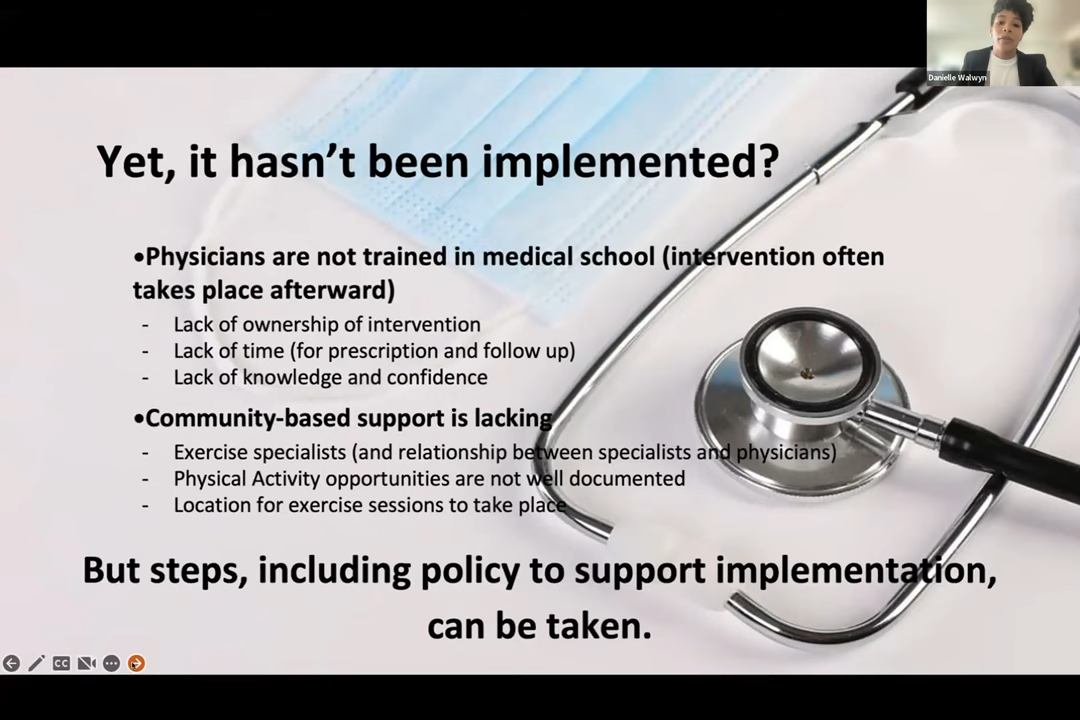 Danielle Walwyn
Yet, it hasn’t been implemented?
•Physicians are not trained in medical school (intervention often
takes place afterward)
- Lack of ownership of intervention
- Lack of time (for prescription and follow up)
- Lack of knowledge and confidence
•Community-based support is lacking
- Exercise specialists (and relationship between specialists and physicians)
- Physical Activity opportunities are not well documented
- Location for exercise sessions to take place
But steps, including policy to support implementation,
can be taken.
CC